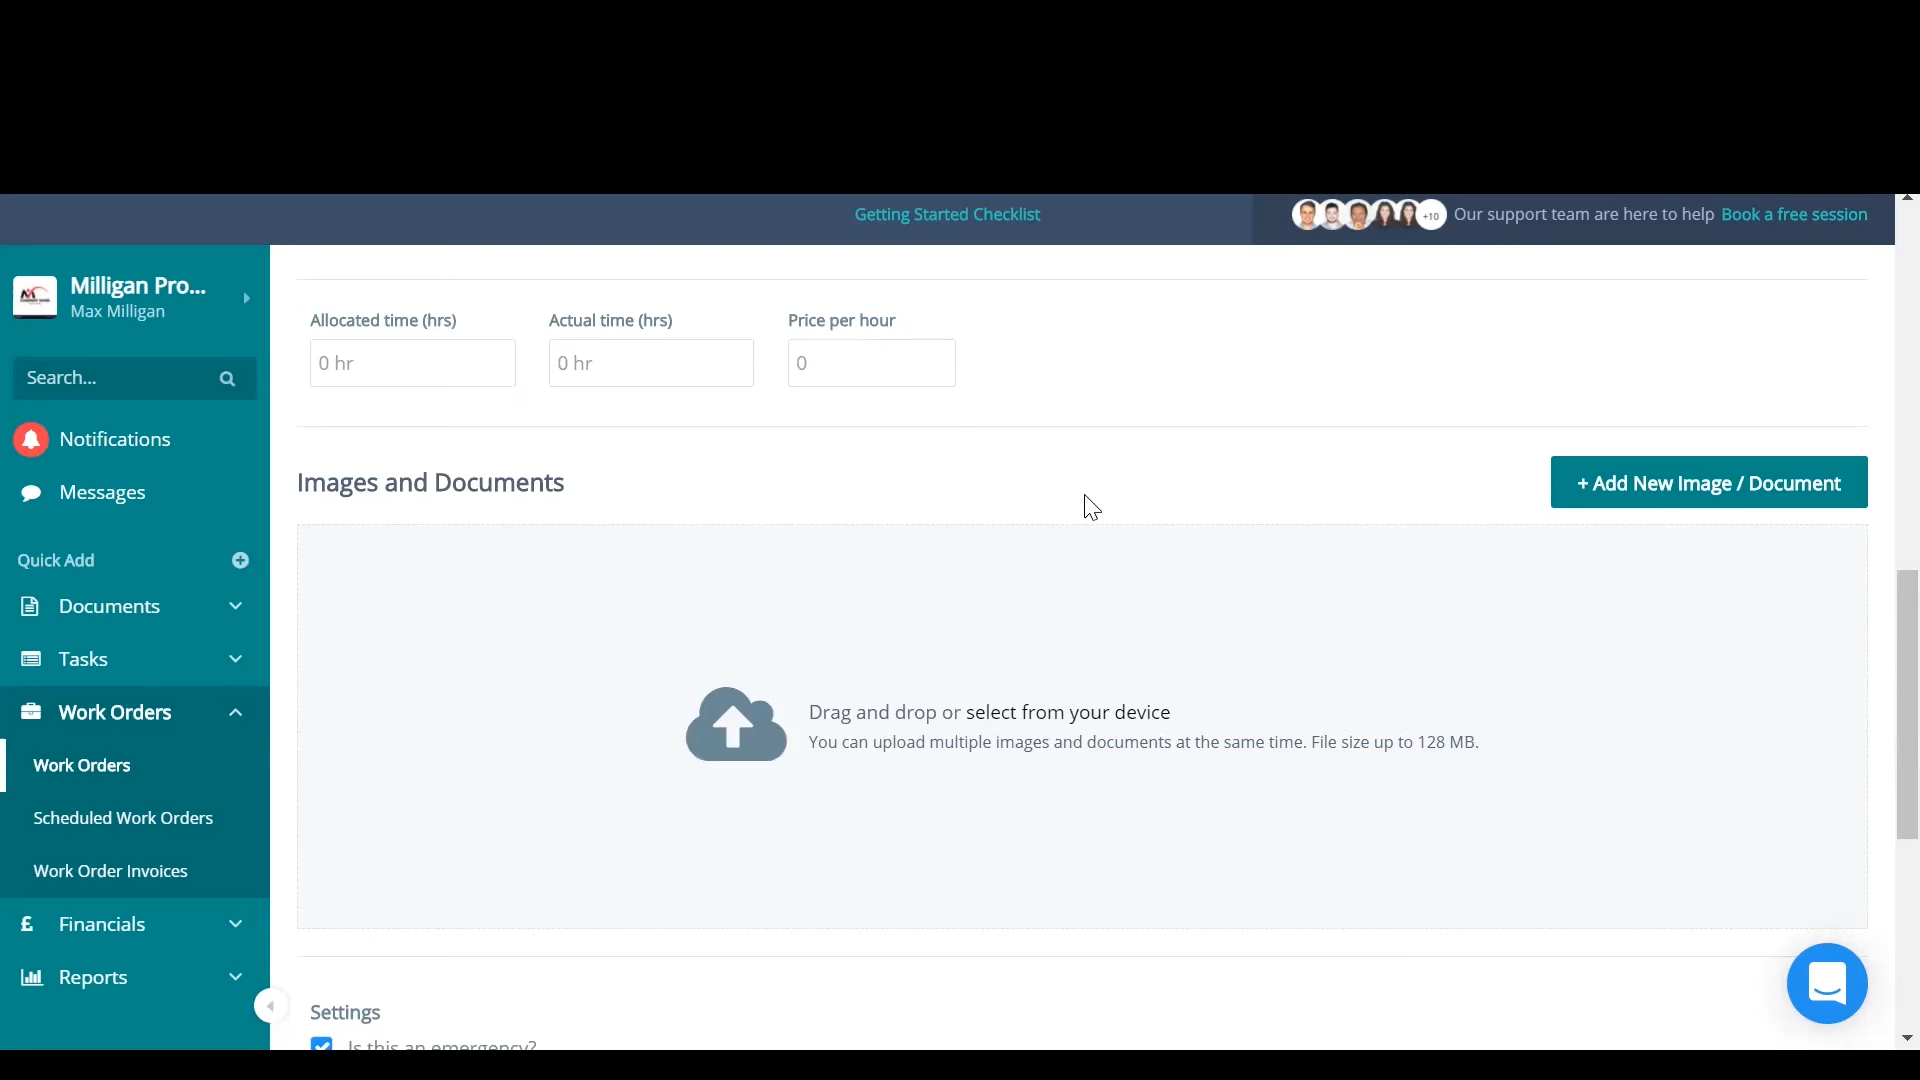 Getting Started Checklist
+10 Our support team are here to help Book a free session
Milligan Pro...
Max Milligan
Search...
Notifications
Messages
Quick Add
Documents
Tasks
Work Orders
Work Orders
Scheduled Work Orders
Work Order Invoices
£ Financials
Reports
Allocated time (hrs) Actual time (hrs) Price per hour
0 hr 0 hr 0
Images and Documents + Add New Image / Document
Drag and drop or select from your device
You can upload multiple images and documents at the same time. File size up to 128 MB.
Settings
Is this an emergency?